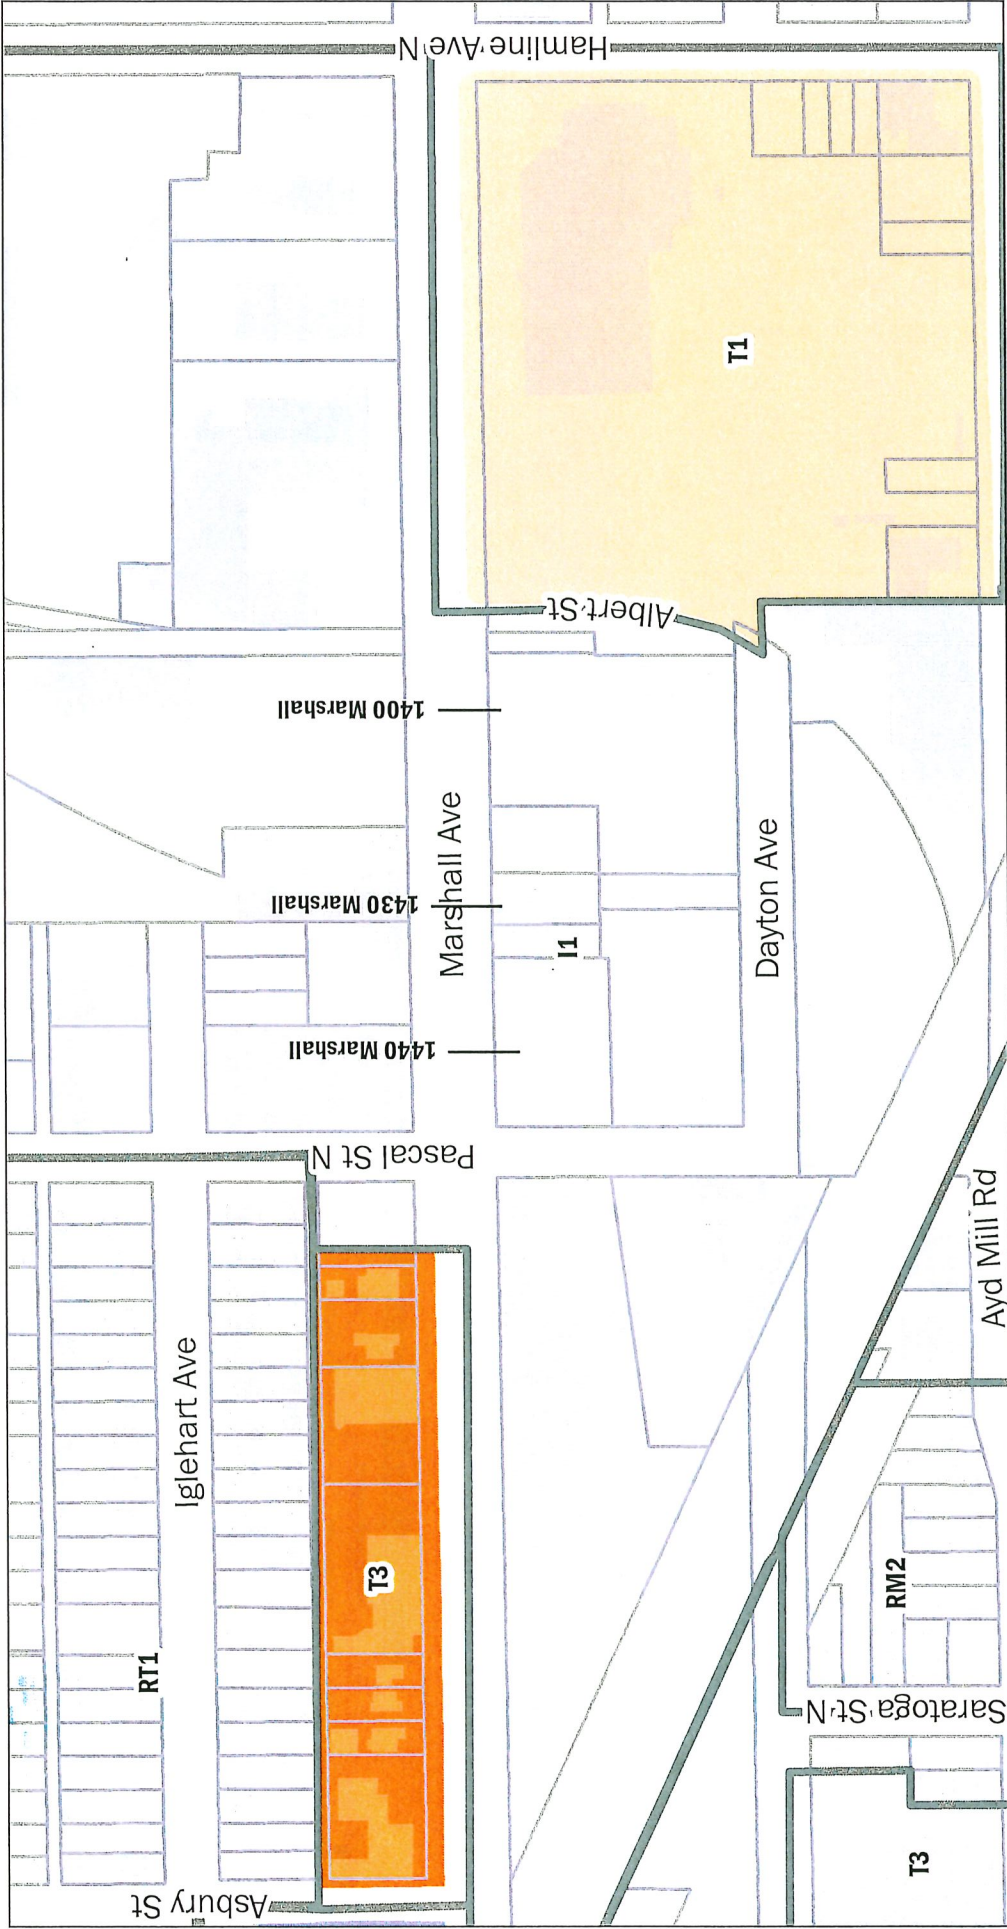 Hamline Ave N
T1
Albert St
1400 Marshall
Marshall Ave
1430 Marshall
I1
Dayton Ave
1440 Marshall
Pascal St N
Ayd Mill Rd
Iglehart Ave
T3
RM2
RT1
Saratoga St N
T3
Asbury St